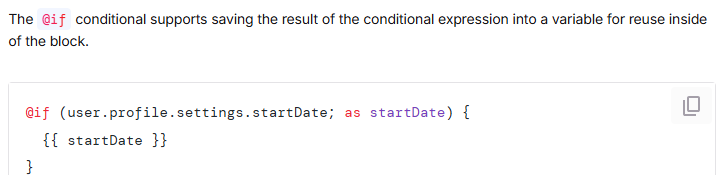 The @if conditional supports saving the result of the conditional expression into a variable for reuse inside
of the block.
@if (user.profile.settings.startDate; as startDate) {
  {{ startDate }}
}